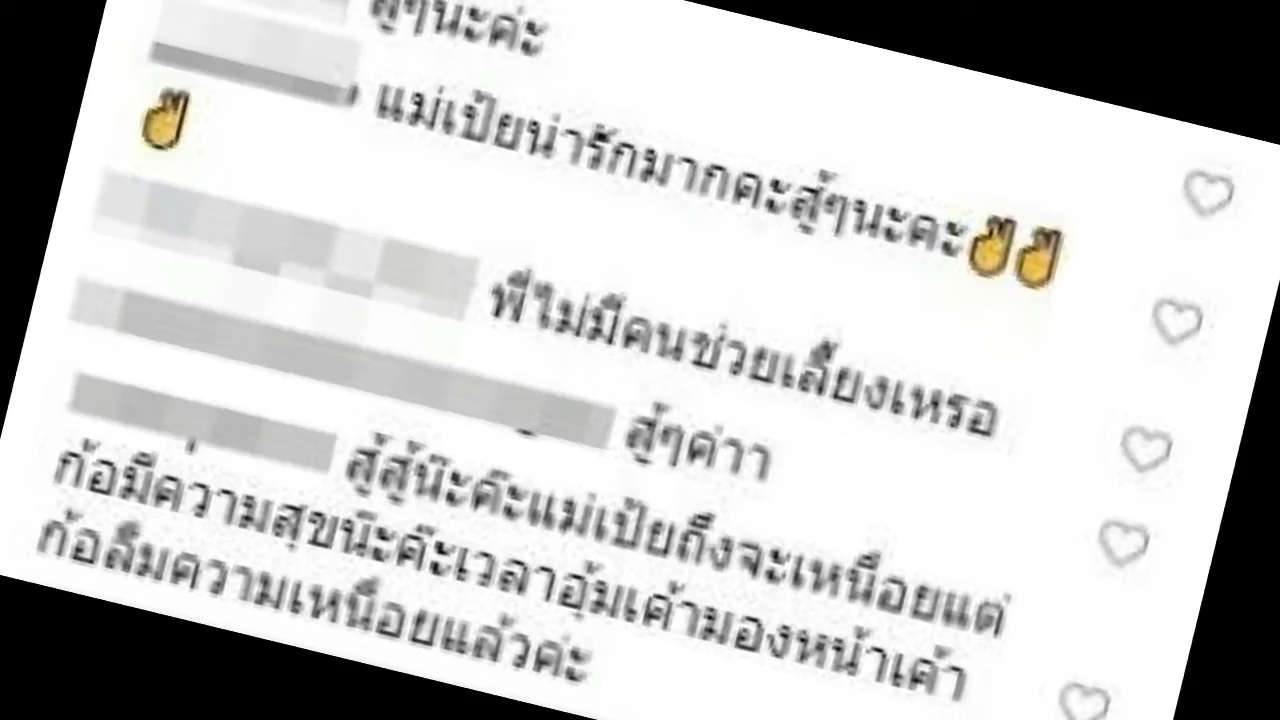 สู้ๆนะค่ะ
แม่เป้ยน่ารักมากคะสู้ๆนะคะ✌✌
✌
พี่ไม่มีคนช่วยเลี้ยงเหรอ
สู้ๆค่าา
สู้สู้น๊ะค๊ะแม่เป้ยถึงจะเหนื่อยแต่
ก้อมีความสุขน๊ะค๊ะเวลาอุ้มเค้ามองหน้าเค้า
ก้อลืมความเหนื่อยแล้วค่ะ